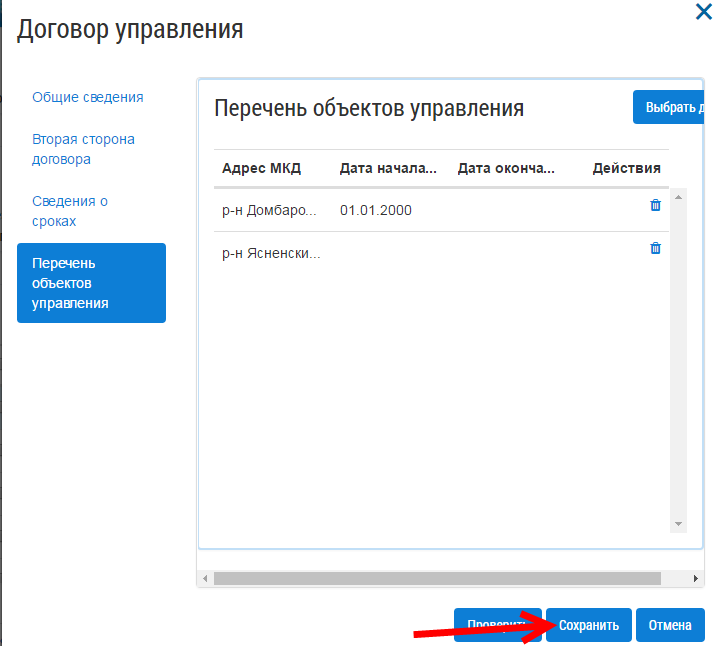 Договор управления
Общие сведения
Вторая сторона
договора
Сведения о
сроках
Перечень
объектов
управления
Перечень объектов управления
Выбрать д
Адрес МКД Дата начала... Дата оконча... Действия
р-н Домбаро... 01.01.2000
р-н Ясненски...
Проверить Сохранить Отмена